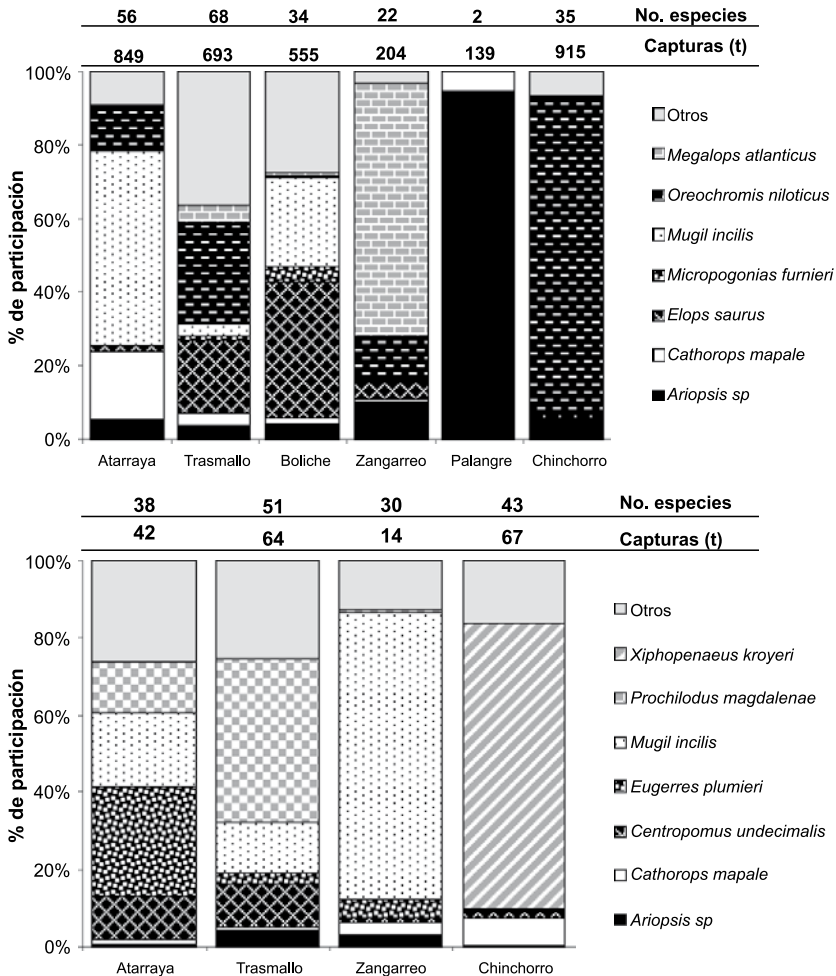 56 68 34 22 2 35 No. especies
849 693 555 204 139 915 Capturas (t)
% de participación
100%
80%
60%
40%
20%
0%
Atarraya Trasmallo Boliche Zangarreo Palangre Chinchorro
Otros
Megalops atlanticus
Oreochromis niloticus
Mugil incilis
Micropogonias furnieri
Elops saurus
Cathorops mapale
Ariopsis sp
38 51 30 43 No. especies
42 64 14 67 Capturas (t)
% de participación
100%
80%
60%
40%
20%
0%
Atarraya Trasmallo Zangarreo Chinchorro
Otros
Xiphopenaeus kroyeri
Prochilodus magdalenae
Mugil incilis
Eugerres plumieri
Centropomus undecimalis
Cathorops mapale
Ariopsis sp